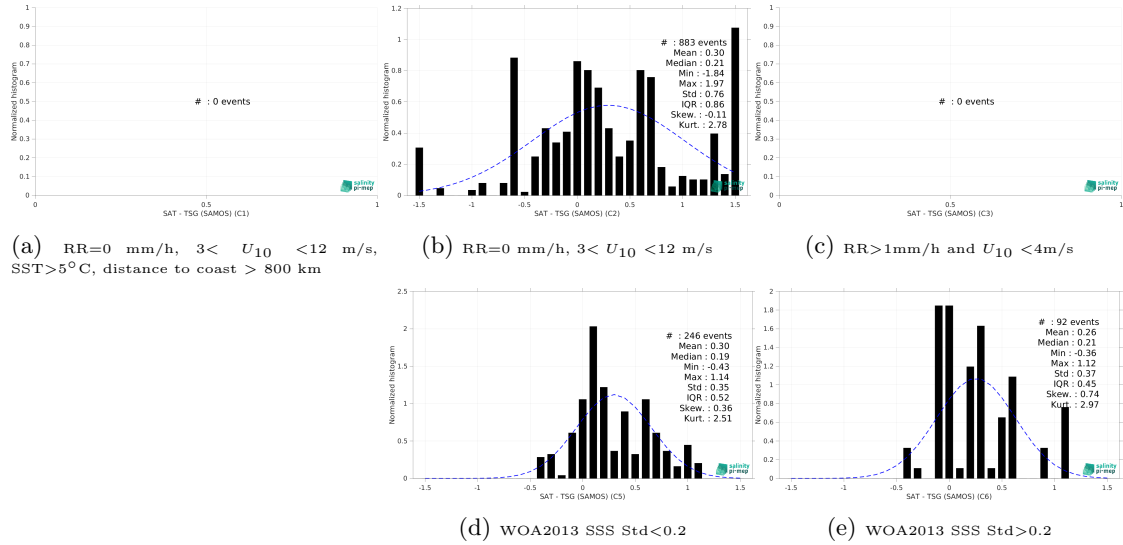 Normalized histogram
1
0.9
0.8
0.7
0.6
0.5
0.4
0.3
0.2
0.1
0
# : 0 events
salinity
pi-mep
0 0.5 1
SAT - TSG (SAMOS) (C1)
(a) RR=0 mm/h, 3< U10 <12 m/s,
SST>5°C, distance to coast > 800 km
Normalized histogram
1.2
1
0.8
0.6
0.4
0.2
0
# : 883 events
Mean : 0.30
Median : 0.21
Min : -1.84
Max : 1.97
Std : 0.76
IQR : 0.86
Skew. : -0.11
Kurt. : 2.78
salinity
pi-mep
-1.5 -1 -0.5 0 0.5 1 1.5
SAT - TSG (SAMOS) (C2)
(b) RR=0 mm/h, 3< U10 <12 m/s
Normalized histogram
1
0.9
0.8
0.7
0.6
0.5
0.4
0.3
0.2
0.1
0
# : 0 events
salinity
pi-mep
0 0.5 1
SAT - TSG (SAMOS) (C3)
(c) RR>1mm/h and U10 <4m/s
Normalized histogram
2.5
2
1.5
1
0.5
0
# : 246 events
Mean : 0.30
Median : 0.19
Min : -0.43
Max : 1.14
Std : 0.35
IQR : 0.52
Skew. : 0.36
Kurt. : 2.51
salinity
pi-mep
-1.5 -1 -0.5 0 0.5 1 1.5
SAT - TSG (SAMOS) (C5)
(d) WOA2013 SSS Std<0.2
Normalized histogram
2
1.8
1.6
1.4
1.2
1
0.8
0.6
0.4
0.2
0
# : 92 events
Mean : 0.26
Median : 0.21
Min : -0.36
Max : 1.12
Std : 0.37
IQR : 0.45
Skew. : 0.74
Kurt. : 2.97
salinity
pi-mep
-1.5 -1 -0.5 0 0.5 1 1.5
SAT - TSG (SAMOS) (C6)
(e) WOA2013 SSS Std>0.2